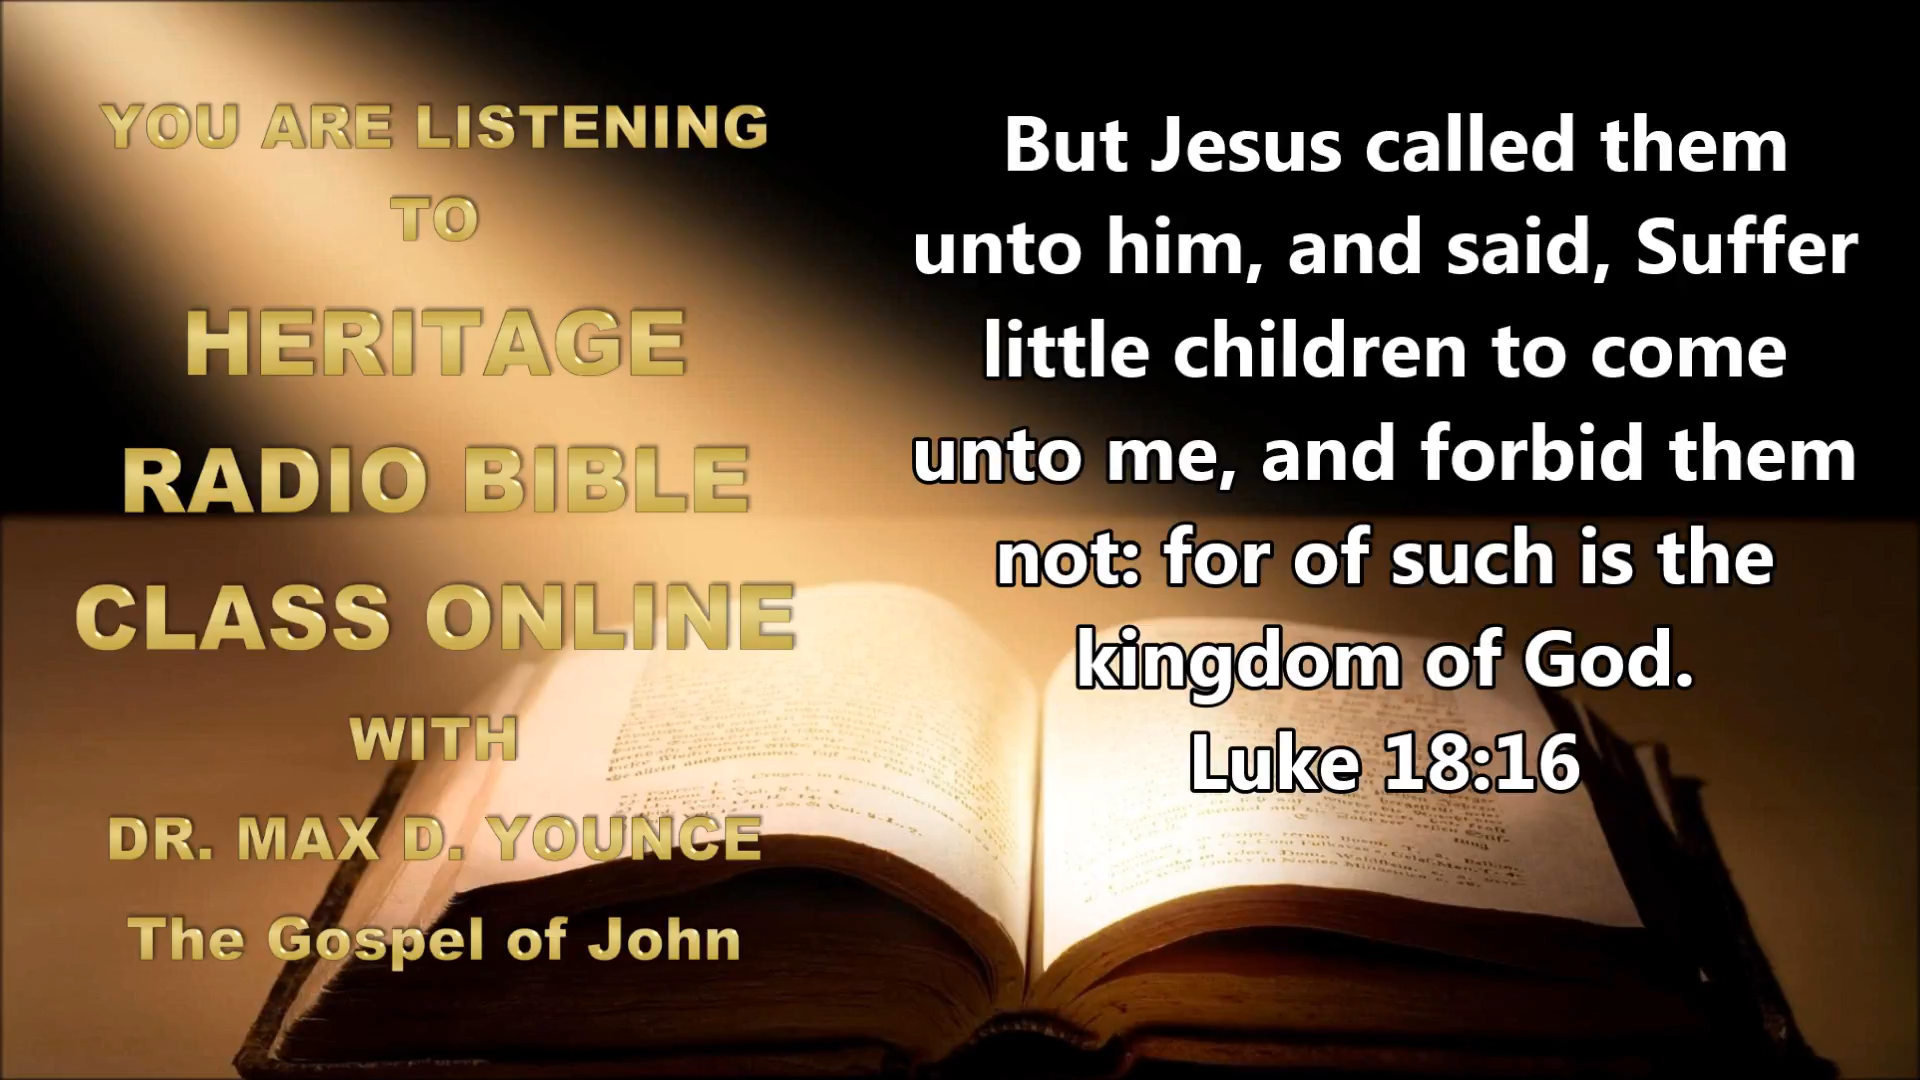 YOU ARE LISTENING
TO
HERITAGE
RADIO BIBLE
CLASS ONLINE
WITH
DR. MAX D. YOUNCE
The Gospel of John
But Jesus called them
unto him, and said, Suffer
little children to come
unto me, and forbid them
not: for of such is the
kingdom of God.
Luke 18:16